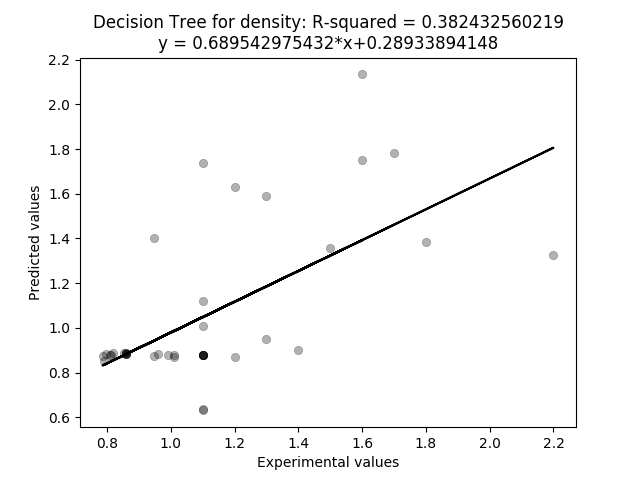 Decision Tree for density: R-squared = 0.382432560219
y = 0.689542975432*x+0.28933894148
2.2
2.0
1.8
1.6
1.4
1.2
1.0
0.8
0.6
Predicted values
0.8 1.0 1.2 1.4 1.6 1.8 2.0 2.2
Experimental values